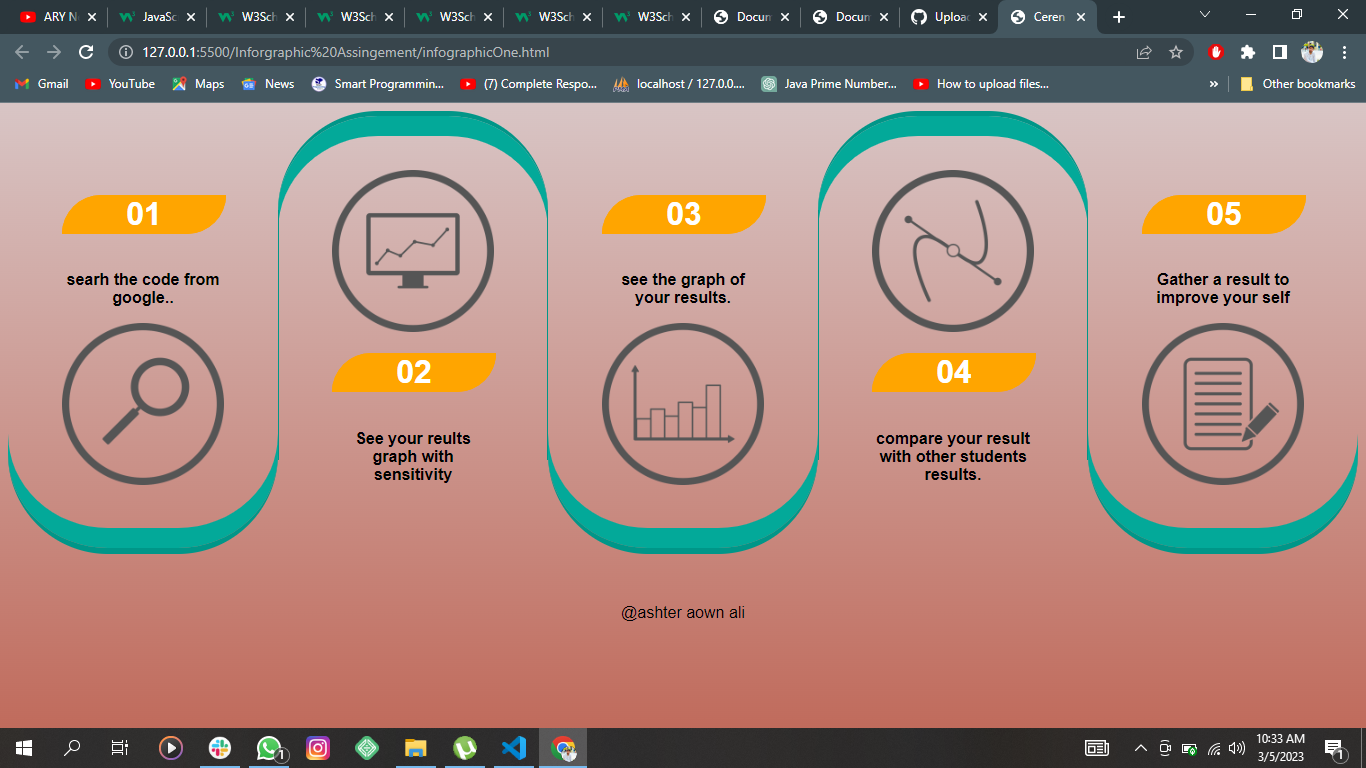 ARY N
JavaSc
W3Sch
W3Sch
W3Sch
W3Sch
W3Sch
Docum
Docum
Upload
Ceren
127.0.0.1:5500/Inforgraphic%20Assingement/infographicOne.html
Gmail
YouTube
Maps
News
Smart Programmin...
(7) Complete Respo...
localhost / 127.0.0....
Java Prime Number...
How to upload files...
»
Other bookmarks
01
searh the code from
google..
02
See your reults
graph with
sensitivity
03
see the graph of
your results.
04
compare your result
with other students
results.
05
Gather a result to
improve your self
@ashter aown ali
1
10:33 AM
3/5/2023
1